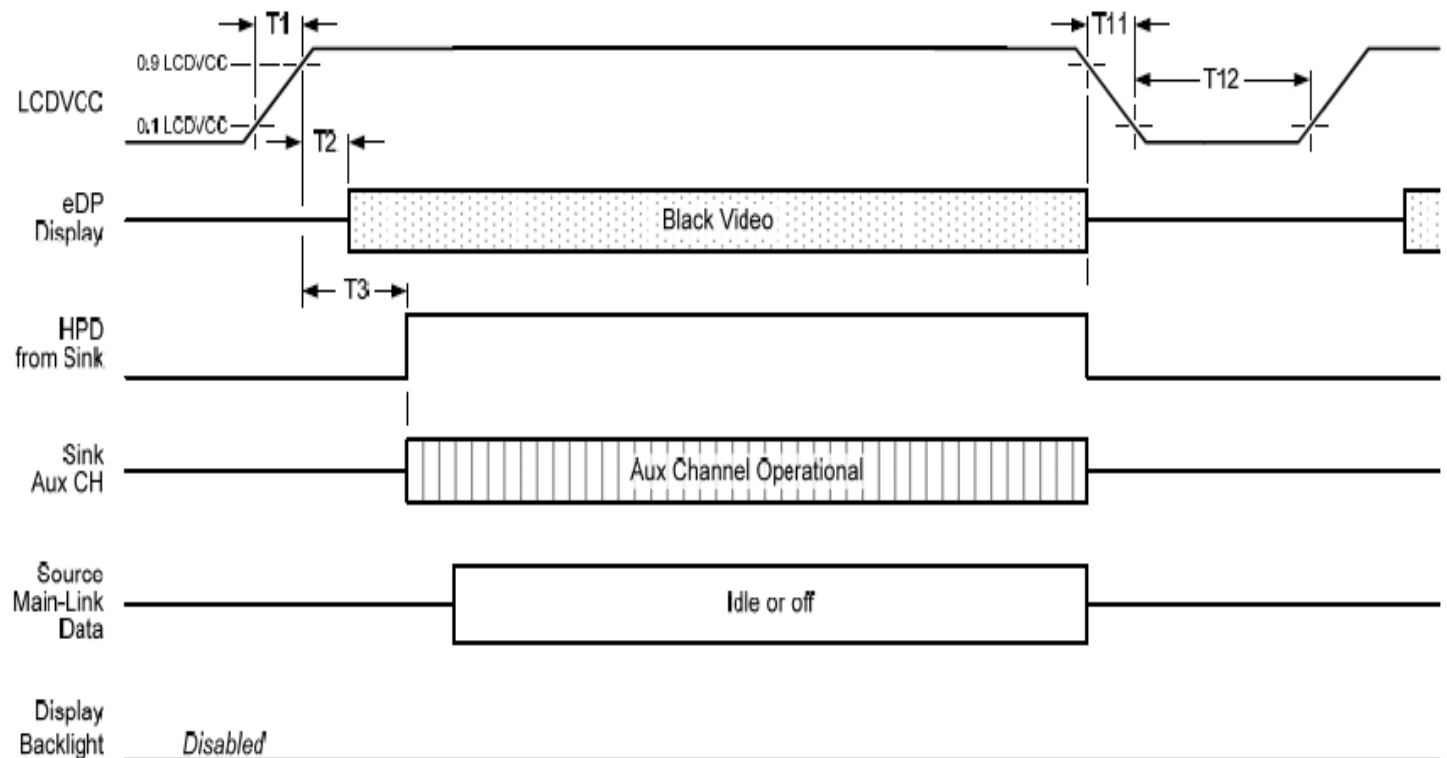 T1
T11
0.9 LCDVCC
T12
LCDVCC
0.1 LCDVCC
T2
eDP
Display
Black Video
T3
HPD
from Sink
Sink
Aux CH
Aux Channel Operational
Source
Main-Link
Data
Idle or off
Display
Backlight
Disabled